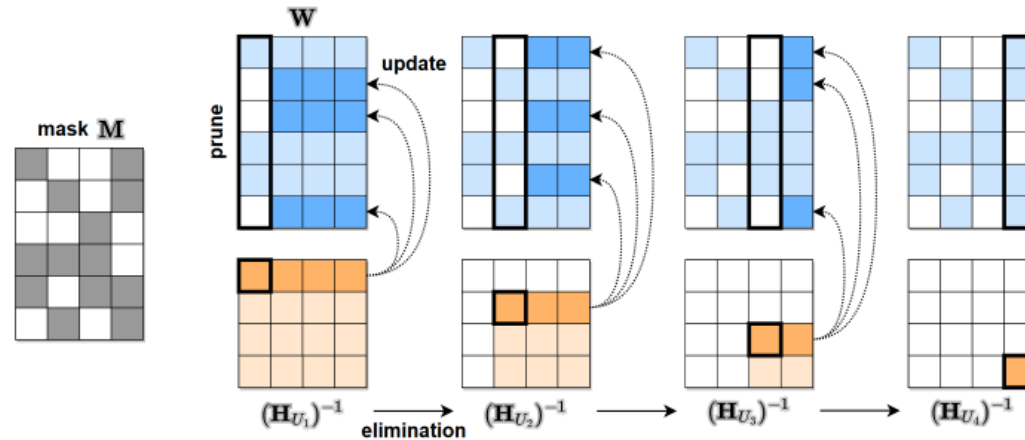 W
update
prune
mask M
(H_{U_1})^{-1}
(H_{U_2})^{-1}
(H_{U_3})^{-1}
(H_{U_4})^{-1}
elimination